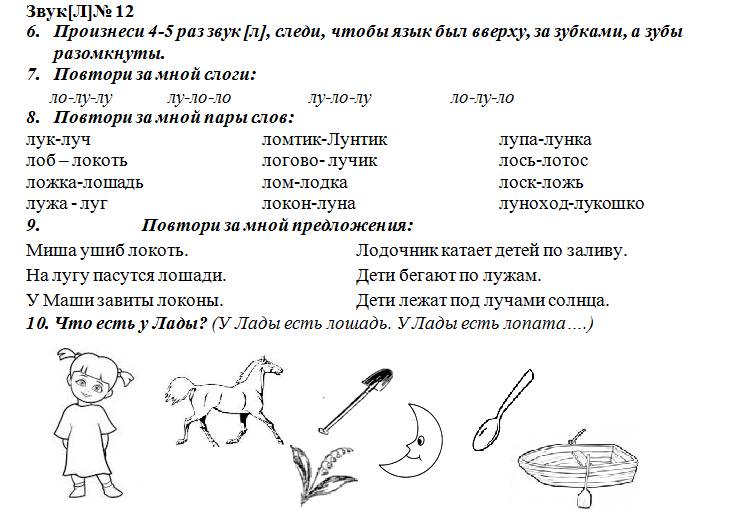 Звук[Л]№ 12
6. Произнеси 4-5 раз звук [л], следи, чтобы язык был вверху, за зубками, а зубы
разомкнуты.
7. Повтори за мной слоги:
ло-лу-лу лу-ло-ло лу-ло-лу ло-лу-ло
8. Повтори за мной пары слов:
лук-луч ломтик-Лунтик лупа-лунка
лоб – локоть логово- лучик лось-лотос
ложка-лошадь лом-лодка лоск-ложь
лужа - луг локон-луна луноход-лукошко
9. Повтори за мной предложения:
Миша ушиб локоть. Лодочник катает детей по заливу.
На лугу пасутся лошади. Дети бегают по лужам.
У Маши завиты локоны. Дети лежат под лучами солнца.
10. Что есть у Лады? (У Лады есть лошадь. У Лады есть лопата….)